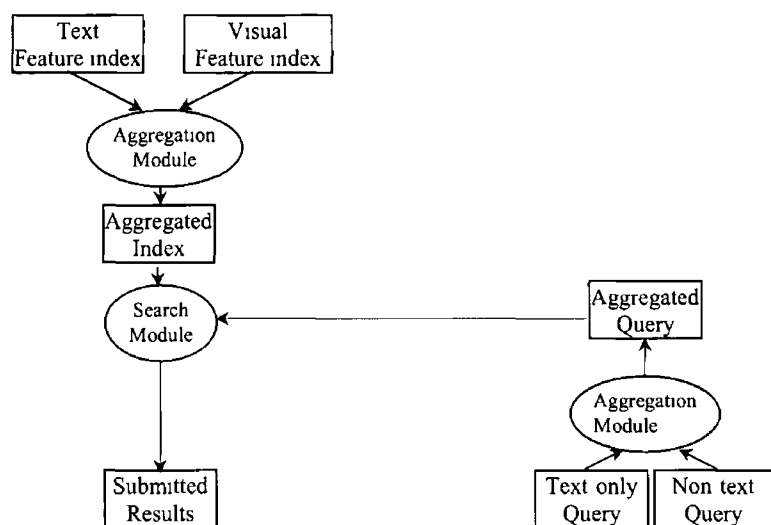 Text
Feature index
Visual
Feature index
Aggregation
Module
Aggregated
Index
Search
Module
Aggregated
Query
Aggregation
Module
Submitted
Results
Text only
Query
Non text
Query